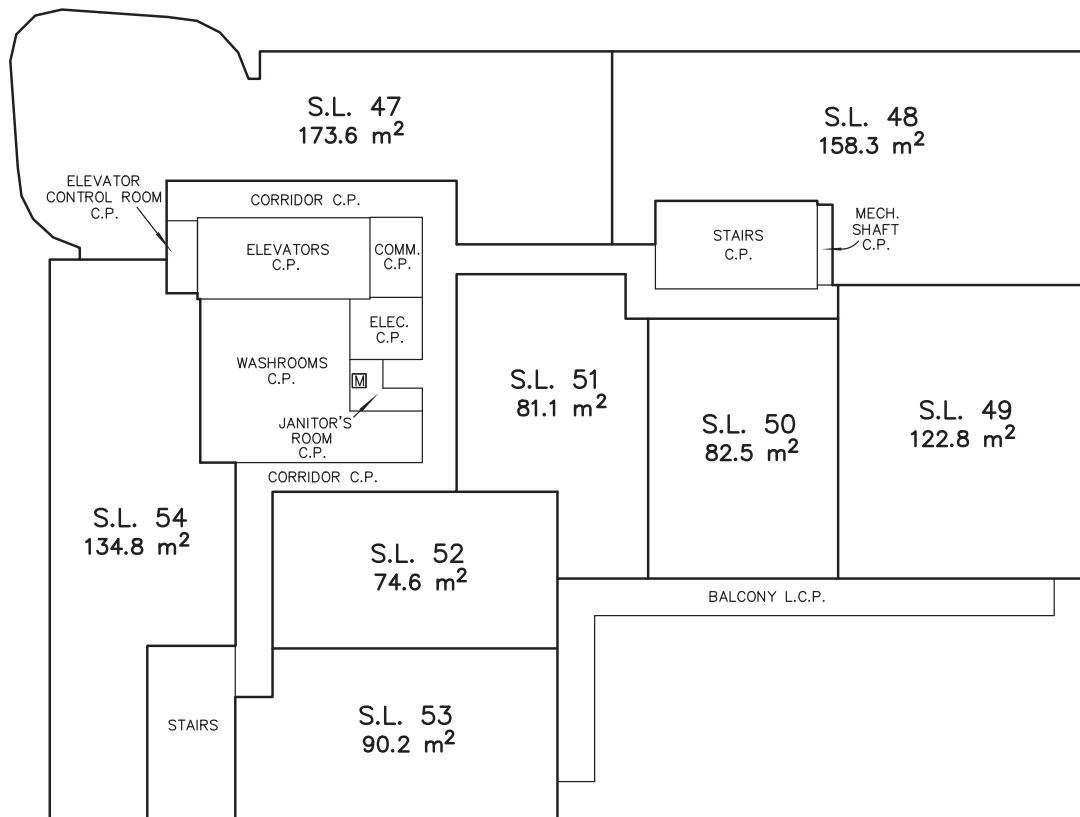 S.L. 47
173.6 m²
S.L. 48
158.3 m²
ELEVATOR
CONTROL ROOM
C.P.
CORRIDOR C.P.
ELEVATORS
C.P.
COMM.
C.P.
STAIRS
C.P.
MECH.
SHAFT
C.P.
ELEC.
C.P.
WASHROOMS
C.P.
M
JANITOR'S
ROOM
C.P.
CORRIDOR C.P.
S.L. 51
81.1 m²
S.L. 50
82.5 m²
S.L. 49
122.8 m²
S.L. 54
134.8 m²
S.L. 52
74.6 m²
BALCONY L.C.P.
STAIRS
S.L. 53
90.2 m²